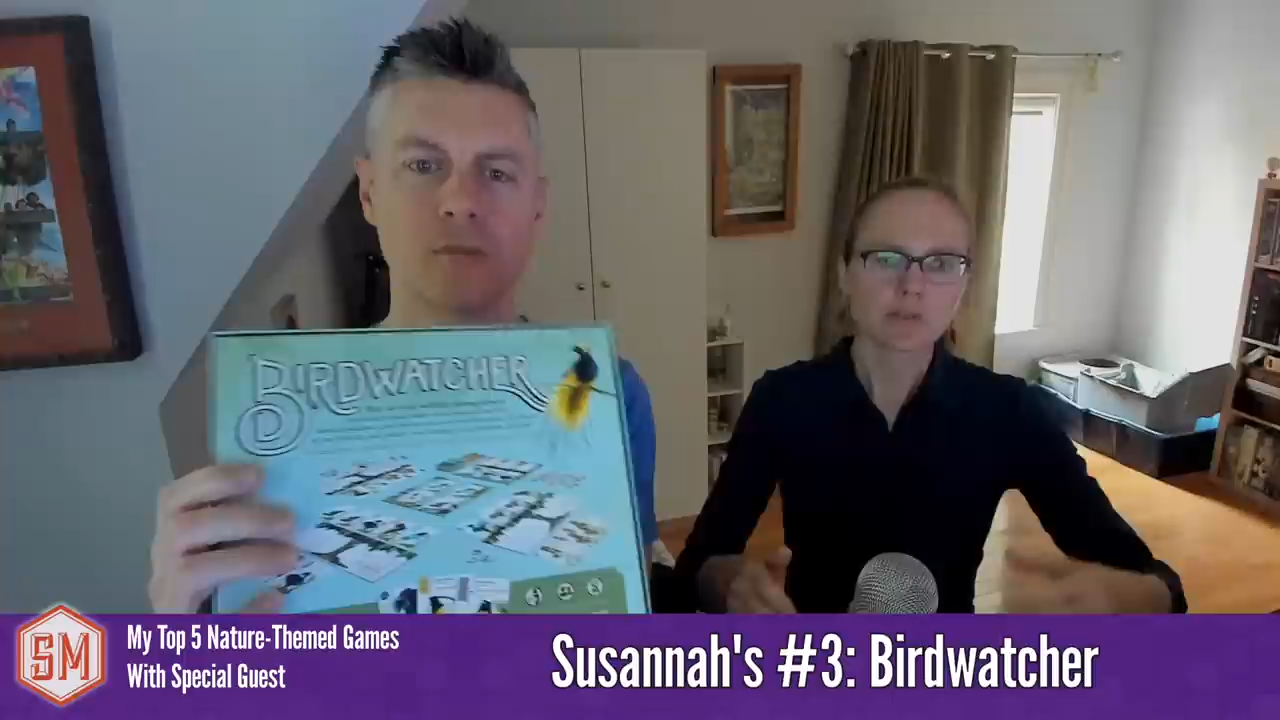 BIRDWATCHER
SM
My Top 5 Nature-Themed Games
With Special Guest
Susannah's #3: Birdwatcher